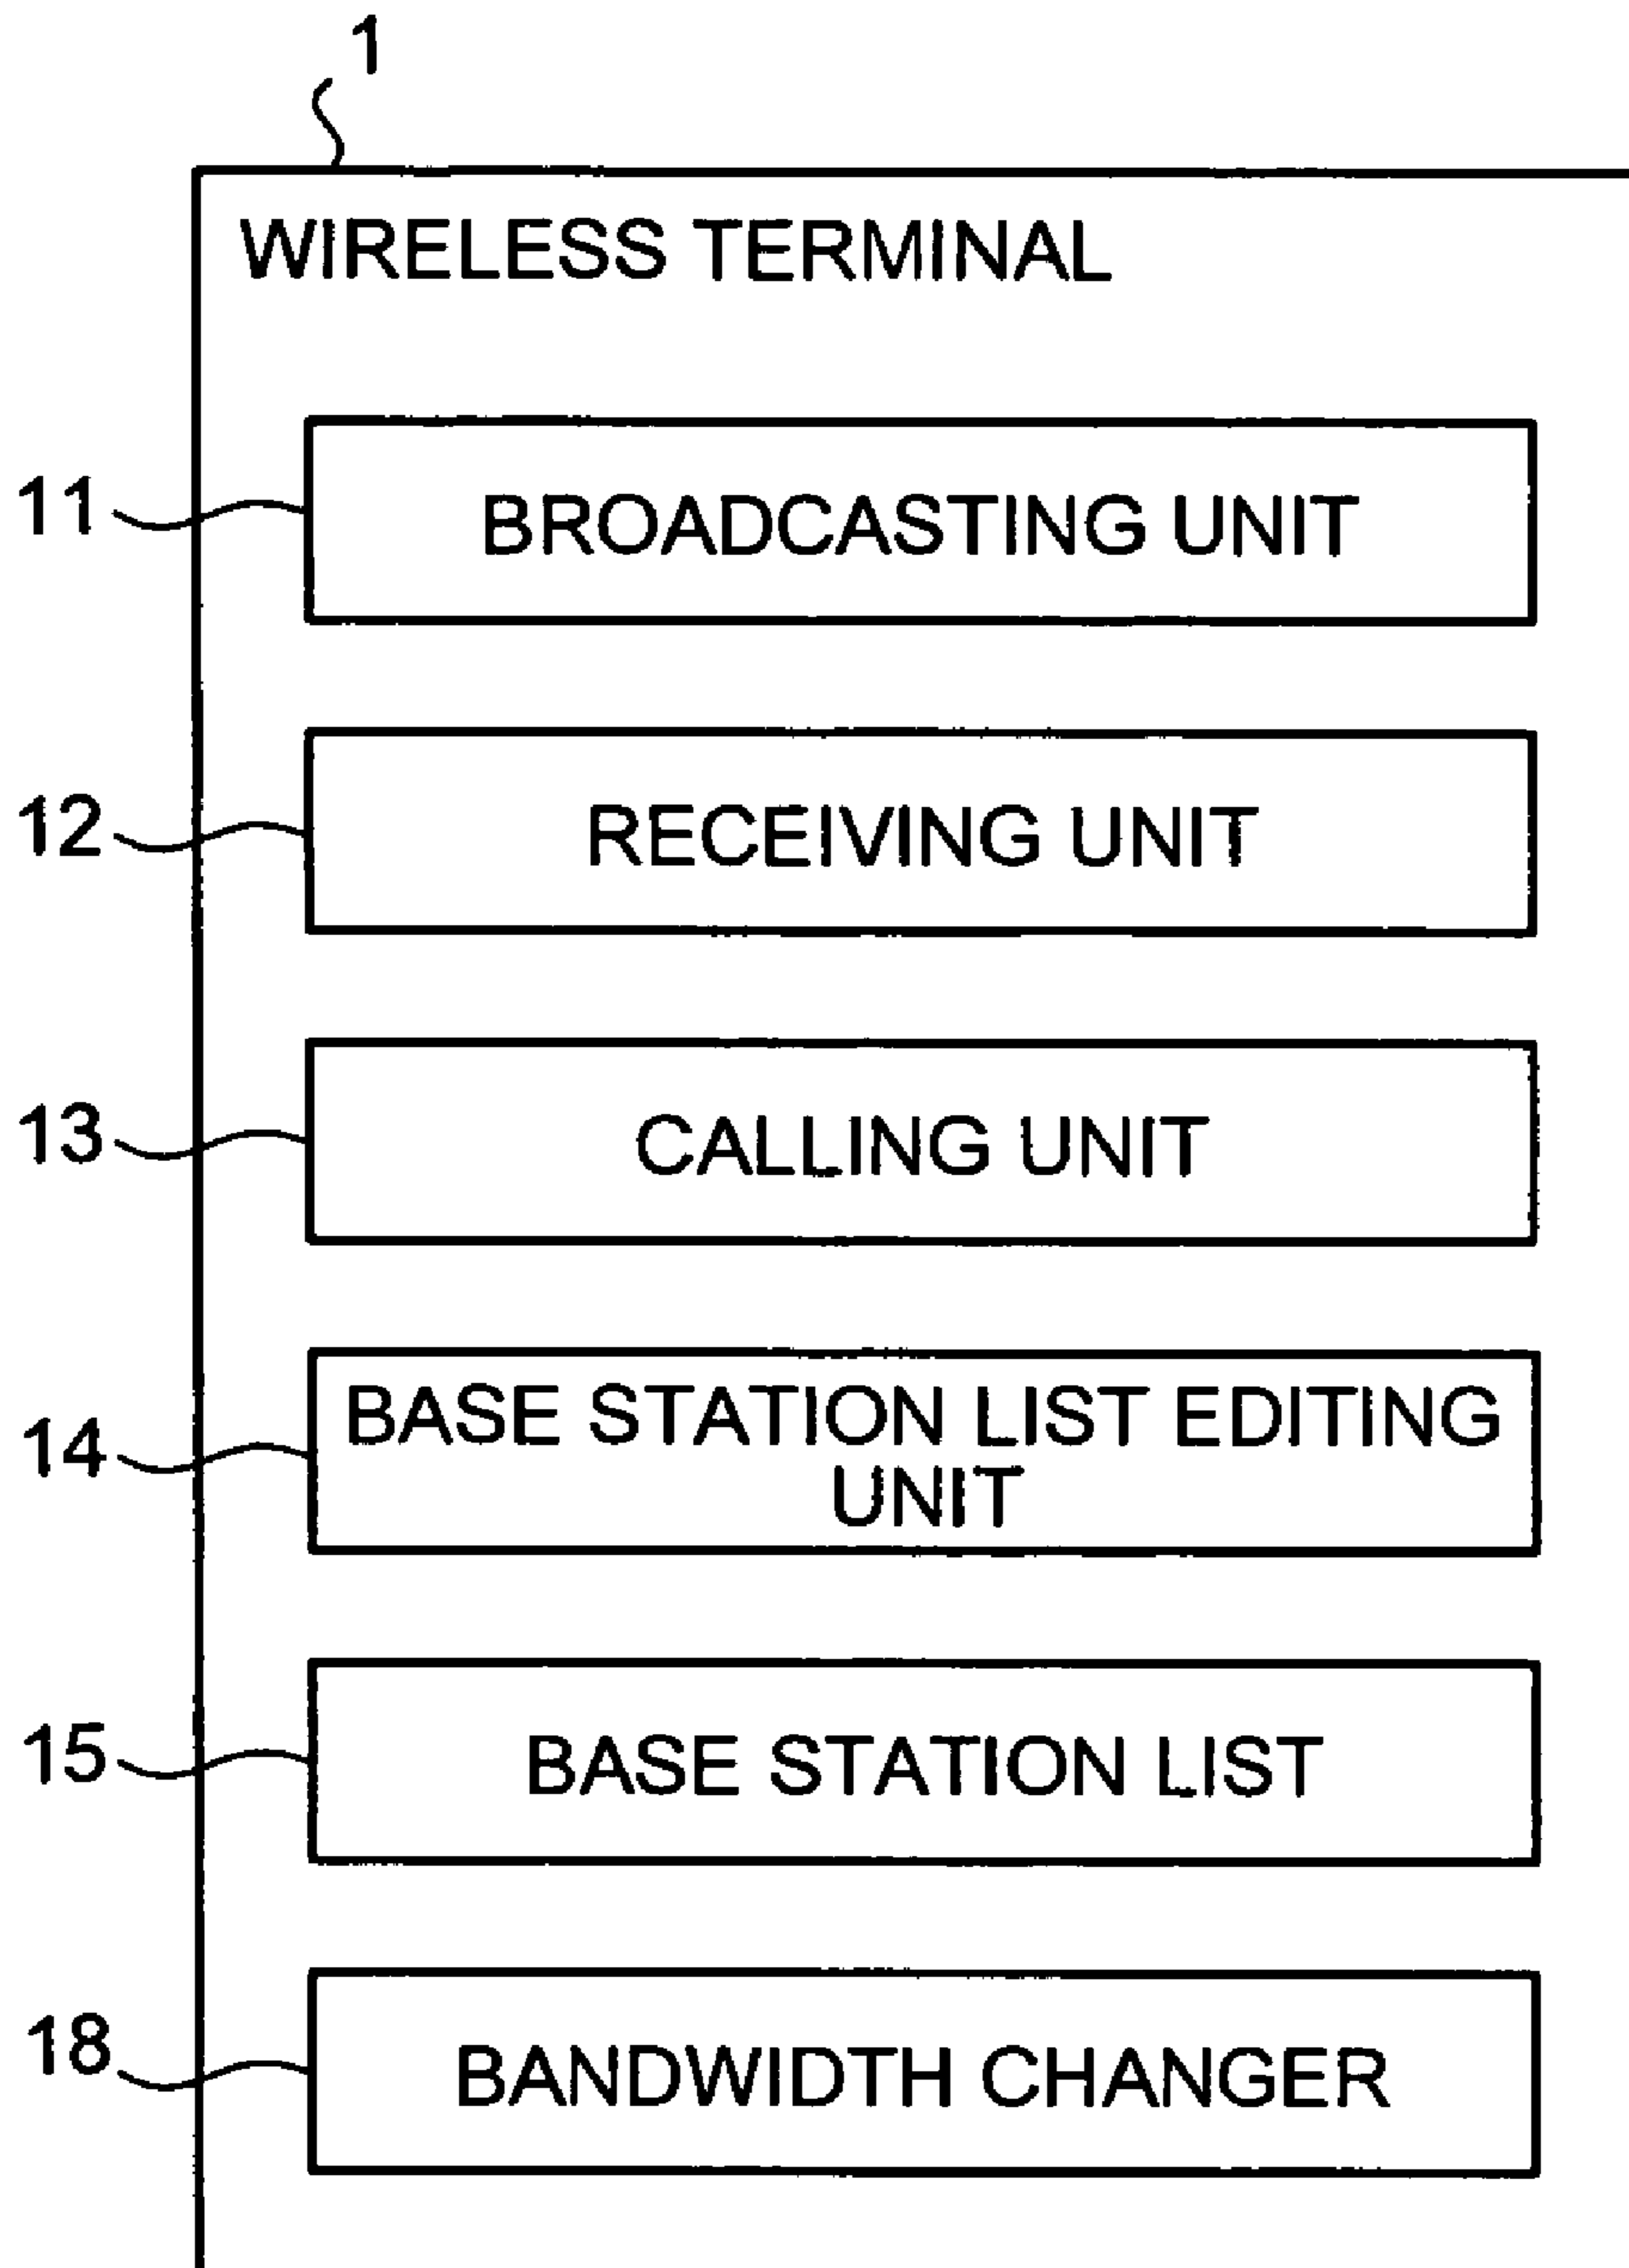 1
WIRELESS TERMINAL
11 BROADCASTING UNIT
12 RECEIVING UNIT
13 CALLING UNIT
14 BASE STATION LIST EDITING
UNIT
15 BASE STATION LIST
18 BANDWIDTH CHANGER